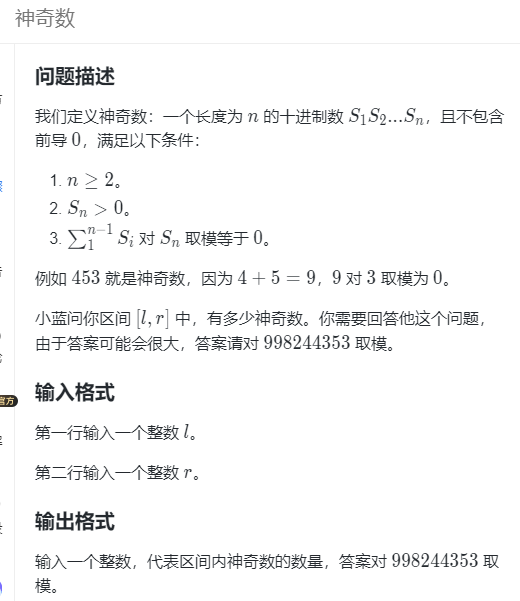 神奇数
问题描述
我们定义神奇数：一个长度为 n 的十进制数 S₁S₂...Sₙ，且不包含
前导 0，满足以下条件：
1. n ≥ 2。
2. Sₙ > 0。
3. ∑₁ⁿ⁻¹ Sᵢ 对 Sₙ 取模等于 0。
例如 453 就是神奇数，因为 4 + 5 = 9，9 对 3 取模为 0。
小蓝问你区间 [l, r] 中，有多少神奇数。你需要回答他这个问题，
由于答案可能会很大，答案请对 998244353 取模。
输入格式
第一行输入一个整数 l。
第二行输入一个整数 r。
输出格式
输入一个整数，代表区间内神奇数的数量，答案对 998244353 取
模。
官方